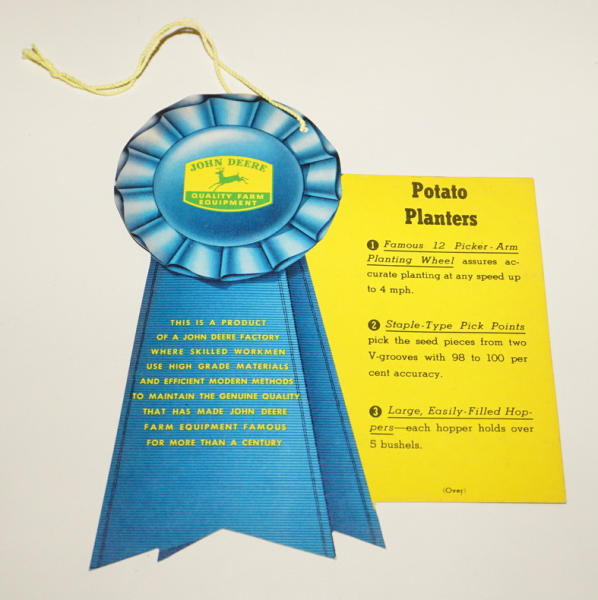 JOHN DEERE
QUALITY FARM
EQUIPMENT
THIS IS A PRODUCT
OF A JOHN DEERE FACTORY
WHERE SKILLED WORKMEN
USE HIGH GRADE MATERIALS
AND EFFICIENT MODERN METHODS
TO MAINTAIN THE GENUINE QUALITY
THAT HAS MADE JOHN DEERE
FARM EQUIPMENT FAMOUS
FOR MORE THAN A CENTURY
Potato
Planters
1 Famous 12 Picker-Arm
Planting Wheel assures ac-
curate planting at any speed up
to 4 mph.
2 Staple-Type Pick Points
pick the seed pieces from two
V-grooves with 98 to 100 per
cent accuracy.
3 Large, Easily-Filled Hop-
pers—each hopper holds over
5 bushels.
(Over)